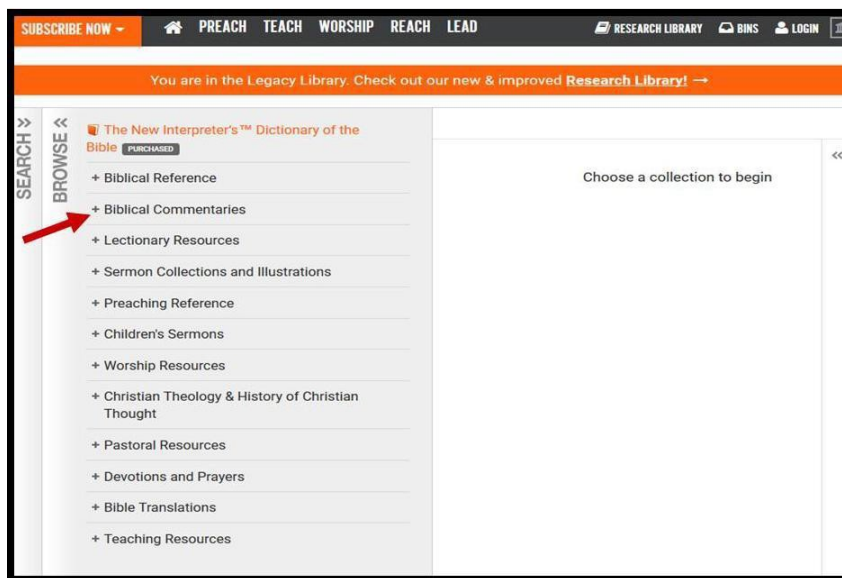 SUBSCRIBE NOW PREACH TEACH WORSHIP REACH LEAD RESEARCH LIBRARY BINS LOGIN
You are in the Legacy Library. Check out our new & improved Research Library! →
SEARCH »
BROWSE «
The New Interpreter's™ Dictionary of the
Bible PURCHASED
+ Biblical Reference
+ Biblical Commentaries
+ Lectionary Resources
+ Sermon Collections and Illustrations
+ Preaching Reference
+ Children's Sermons
+ Worship Resources
+ Christian Theology & History of Christian
Thought
+ Pastoral Resources
+ Devotions and Prayers
+ Bible Translations
+ Teaching Resources
Choose a collection to begin
«